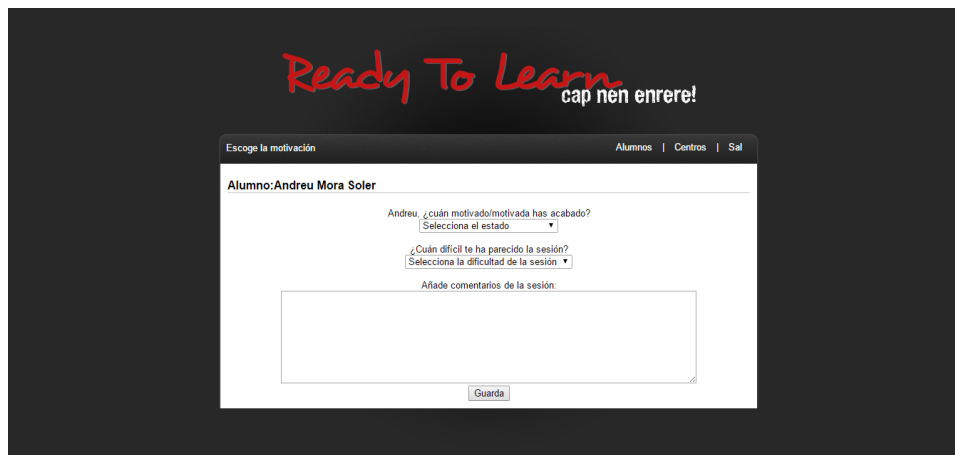 Ready To Learn
cap nen enrere!
Escoge la motivación
Alumnos | Centros | Sal
Alumno:Andreu Mora Soler
Andreu, ¿cuán motivado/motivada has acabado?
Selecciona el estado
¿Cuán difícil te ha parecido la sesión?
Selecciona la dificultad de la sesión
Añade comentarios de la sesión:
Guarda